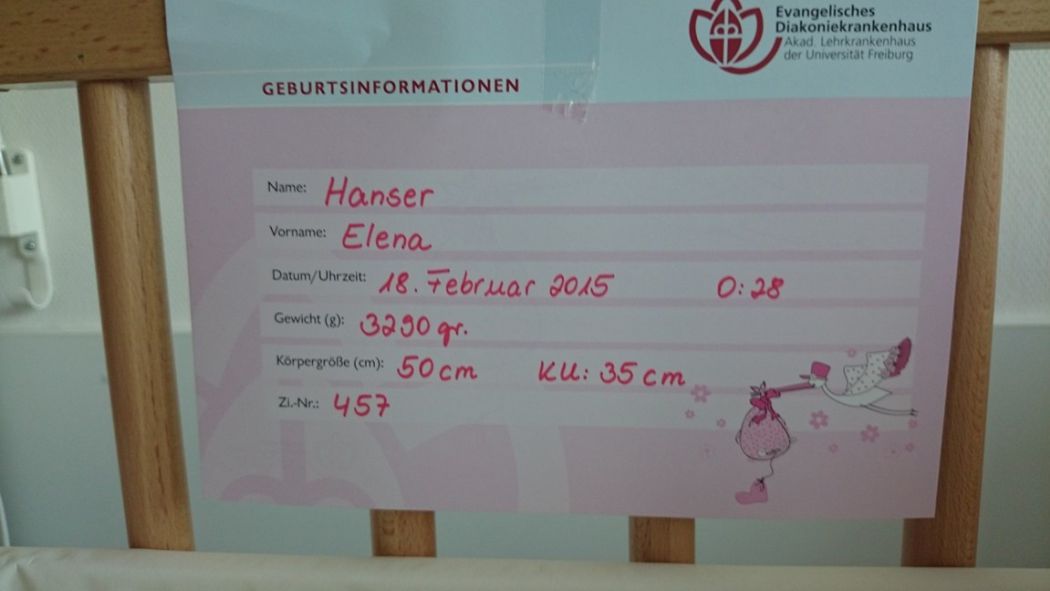 Evangelisches
Diakoniekrankenhaus
Akad. Lehrkrankenhaus
der Universität Freiburg
GEBURTSINFORMATIONEN
Name: Hanser
Vorname: Elena
Datum/Uhrzeit: 18. Februar 2015 0:28
Gewicht (g): 3290 gr.
Körpergröße (cm): 50 cm KU: 35 cm
Zi.-Nr.: 457